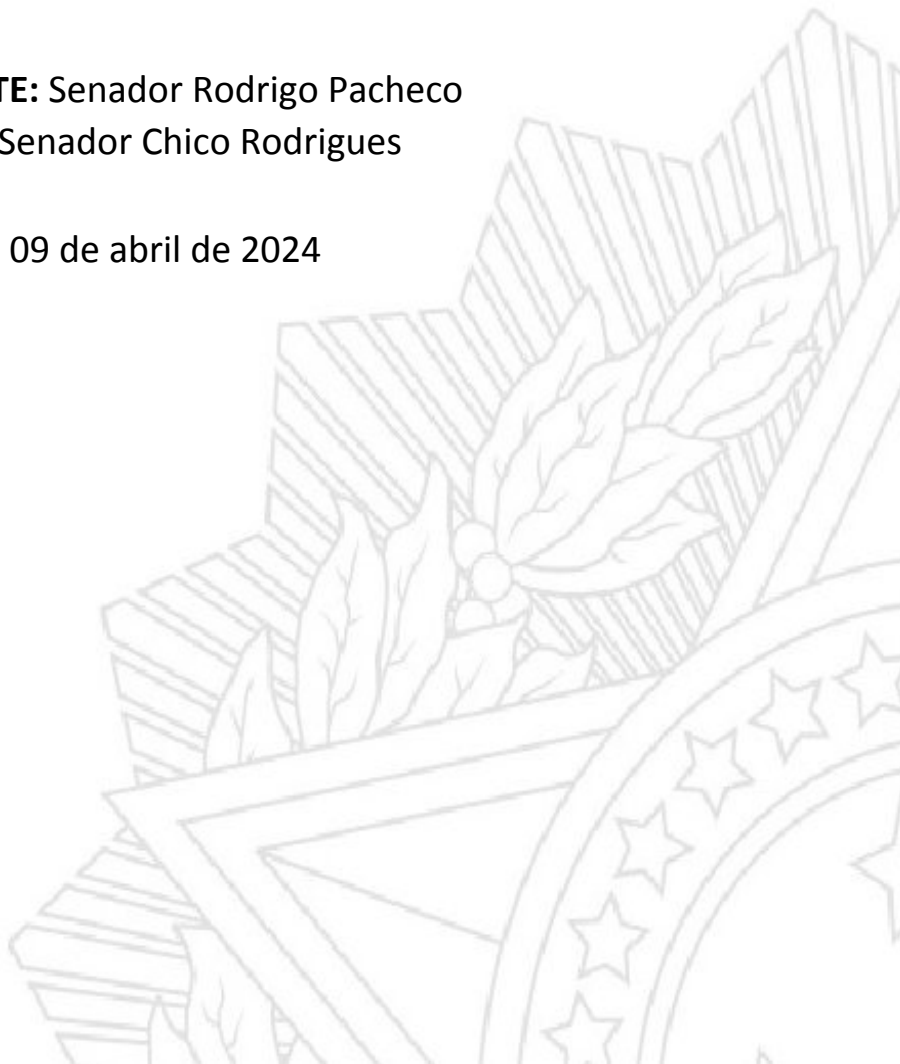 TE: Senador Rodrigo Pacheco
Senador Chico Rodrigues
09 de abril de 2024